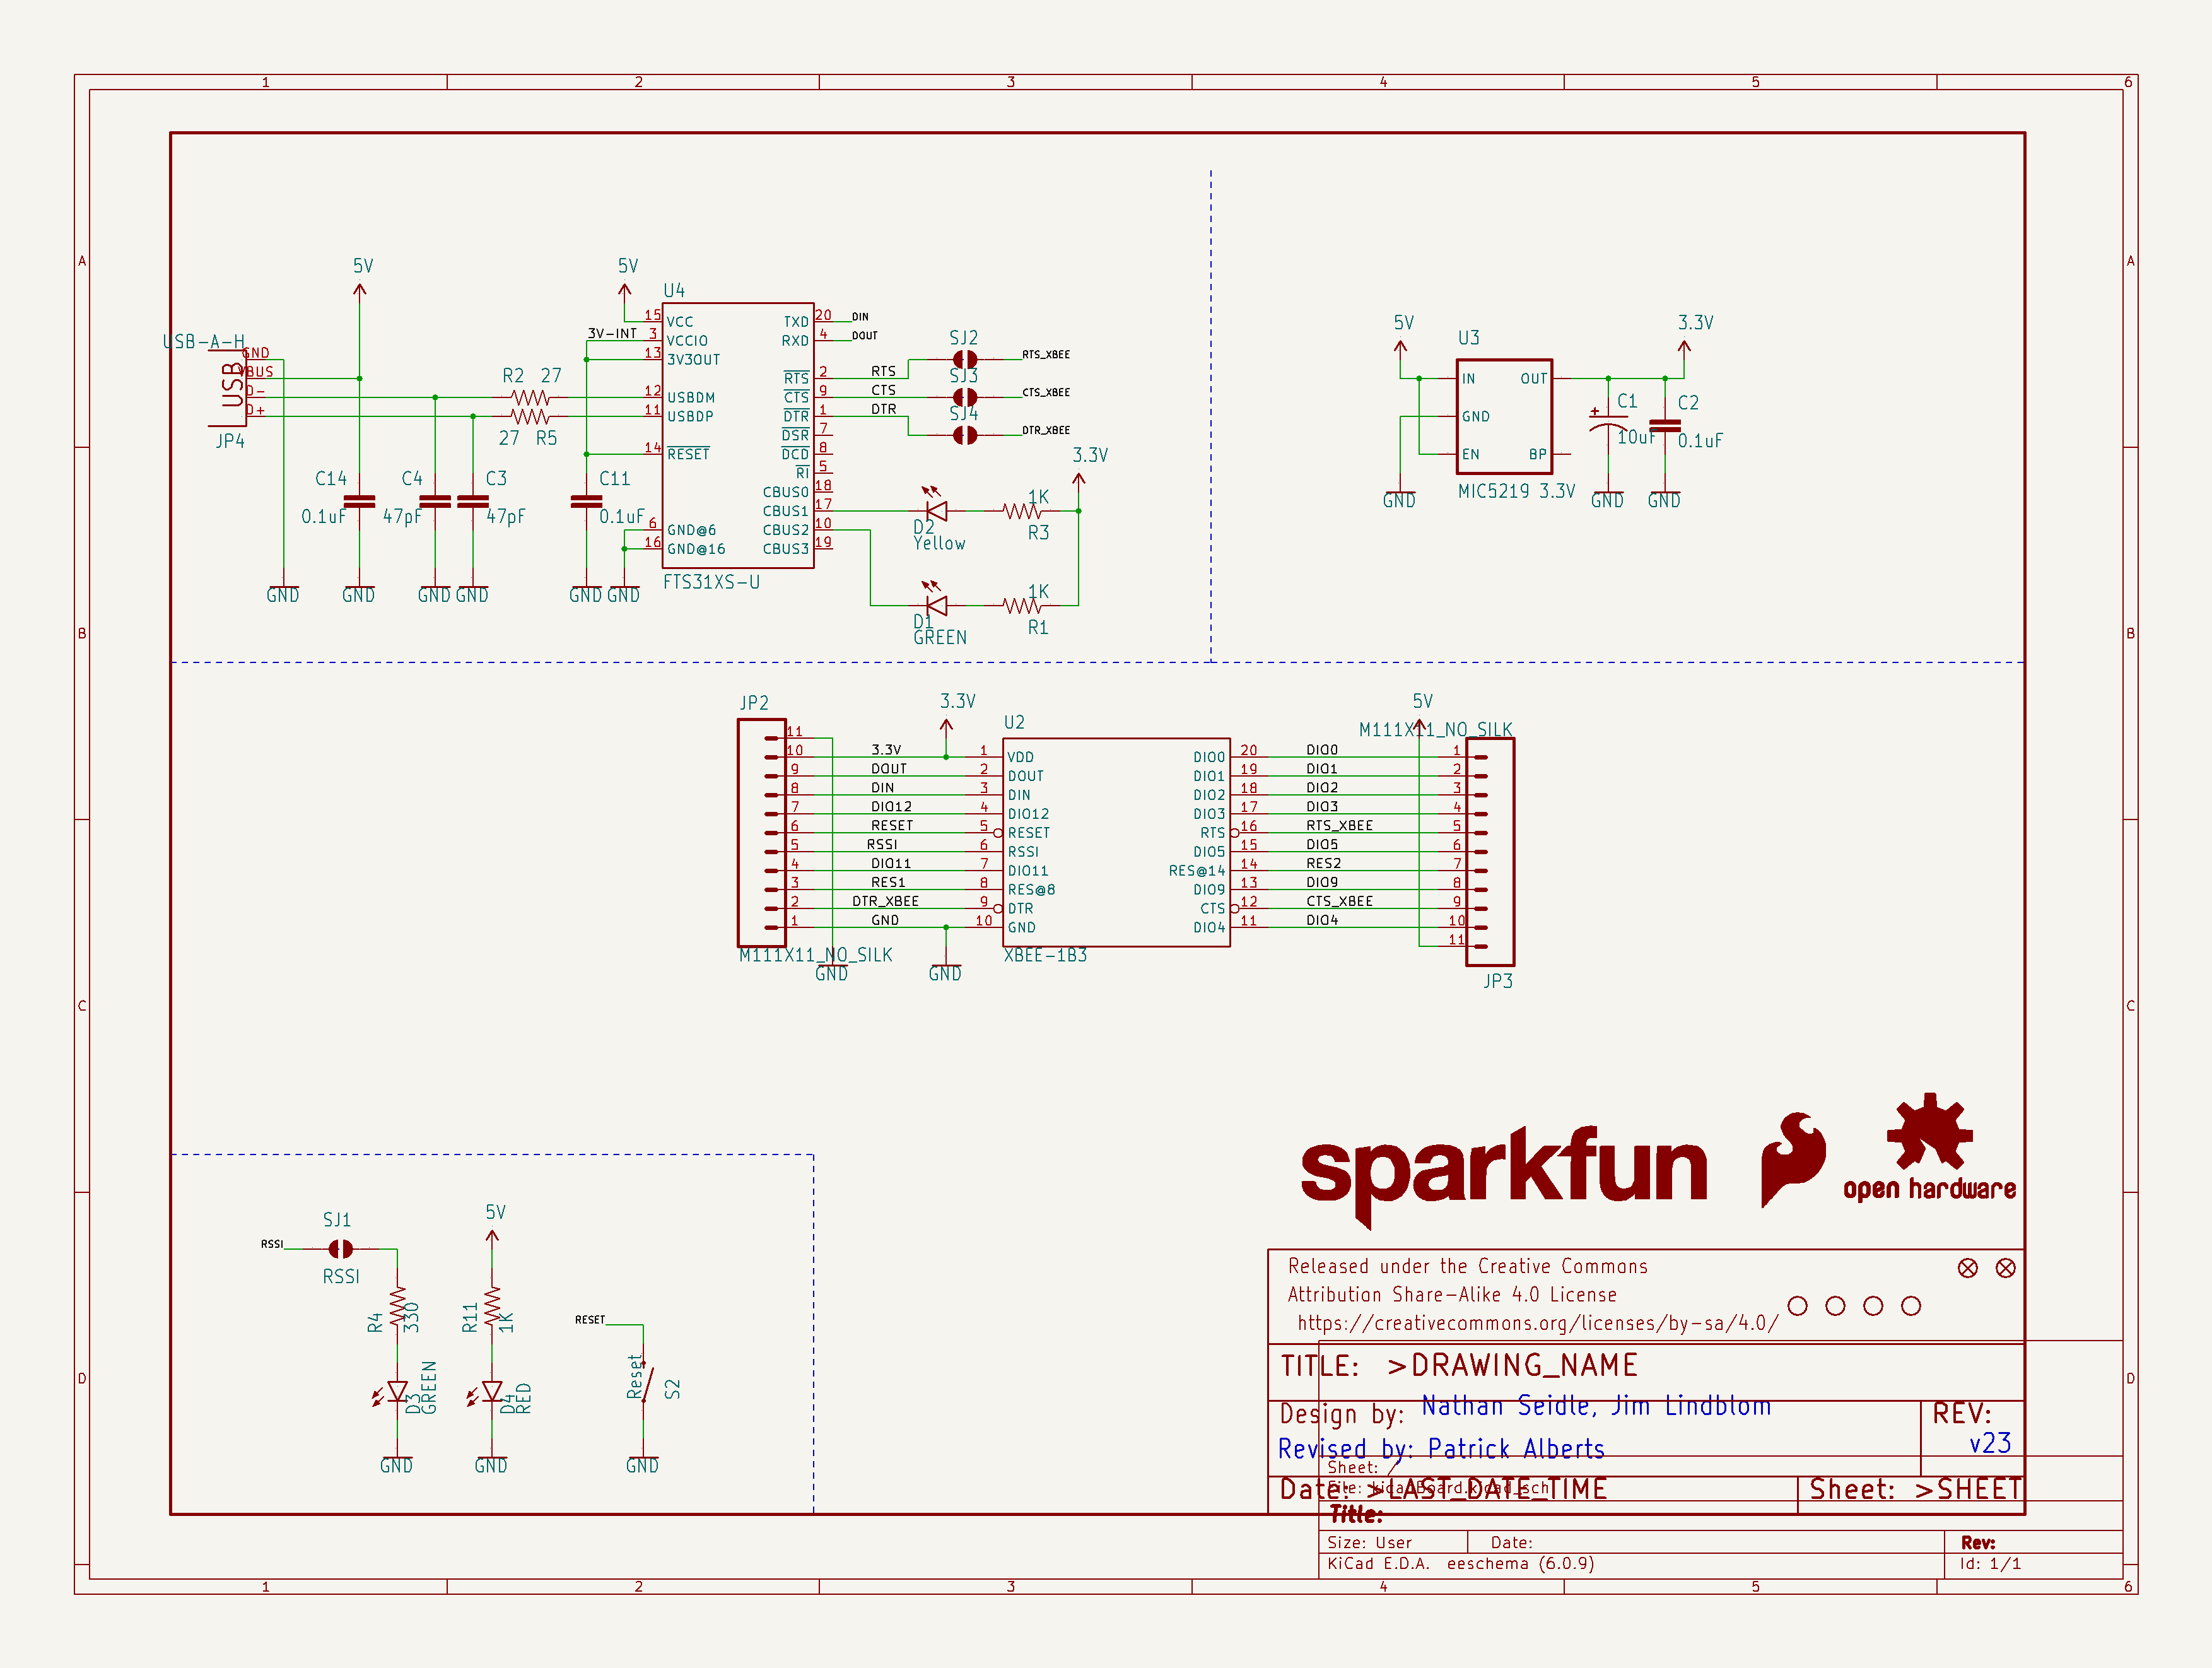 1 2 3 4 5 6
A A
B B
C C
D D
5V
USB-A-H
GND
VBUS
D-
D+
USB
JP4
R2 27
27 R5
C14
0.1uF
C4
47pF
C3
47pF
C11
0.1uF
GND GND GND GND GND GND
5V
3V-INT
U4
15 VCC
3 VCCIO
13 3V3OUT
12 USBDM
11 USBDP
14 RESET
6 GND@6
16 GND@16
TXD 20 DIN
RXD 4 DOUT
RTS 2 RTS
CTS 9 CTS
DTR 1 DTR
DSR 7
DCD 8
RI 5
CBUS0 18
CBUS1 17
CBUS2 10
CBUS3 19
FTS31XS-U
SJ2 RTS_XBEE
SJ3 CTS_XBEE
SJ4 DTR_XBEE
3.3V
D2
Yellow
1K
R3
D1
GREEN
1K
R1
5V
U3
3.3V
IN OUT
GND
EN BP
MIC5219 3.3V
C1
10uF
C2
0.1uF
GND GND GND
JP2
3.3V
U2
5V
M111X11_NO_SILK
11
10 3.3V 1 VDD
9 DOUT 2 DOUT
8 DIN 3 DIN
7 DIO12 4 DIO12
6 RESET 5 RESET
5 RSSI 6 RSSI
4 DIO11 7 DIO11
3 RES1 8 RES@8
2 DTR_XBEE 9 DTR
1 GND 10 GND
DIO0 20 DIO0 1
DIO1 19 DIO1 2
DIO2 18 DIO2 3
DIO3 17 DIO3 4
RTS 16 RTS_XBEE 5
DIO5 15 DIO5 6
RES@14 14 RES2 7
DIO9 13 DIO9 8
CTS 12 CTS_XBEE 9
DIO4 11 DIO4 10
11
M111X11_NO_SILK
GND GND
XBEE-1B3
JP3
SJ1
RSSI
RSSI
R4
330
D3
GREEN
GND
5V
R11
1K
D4
RED
GND
RESET
Reset
S2
GND
sparkfun
open hardware
Released under the Creative Commons
Attribution Share-Alike 4.0 License
https://creativecommons.org/licenses/by-sa/4.0/
TITLE: >DRAWING_NAME
Design by: Nathan Seidle, Jim Lindblom
REV:
v23
Revised by: Patrick Alberts
Sheet: /
File: kicadBoard.kicad_sch
Date: >LAST_DATE_TIME
Sheet: >SHEET
Title:
Size: User Date: Rev:
KiCad E.D.A. eeschema (6.0.9) Id: 1/1
1 2 3 4 5 6